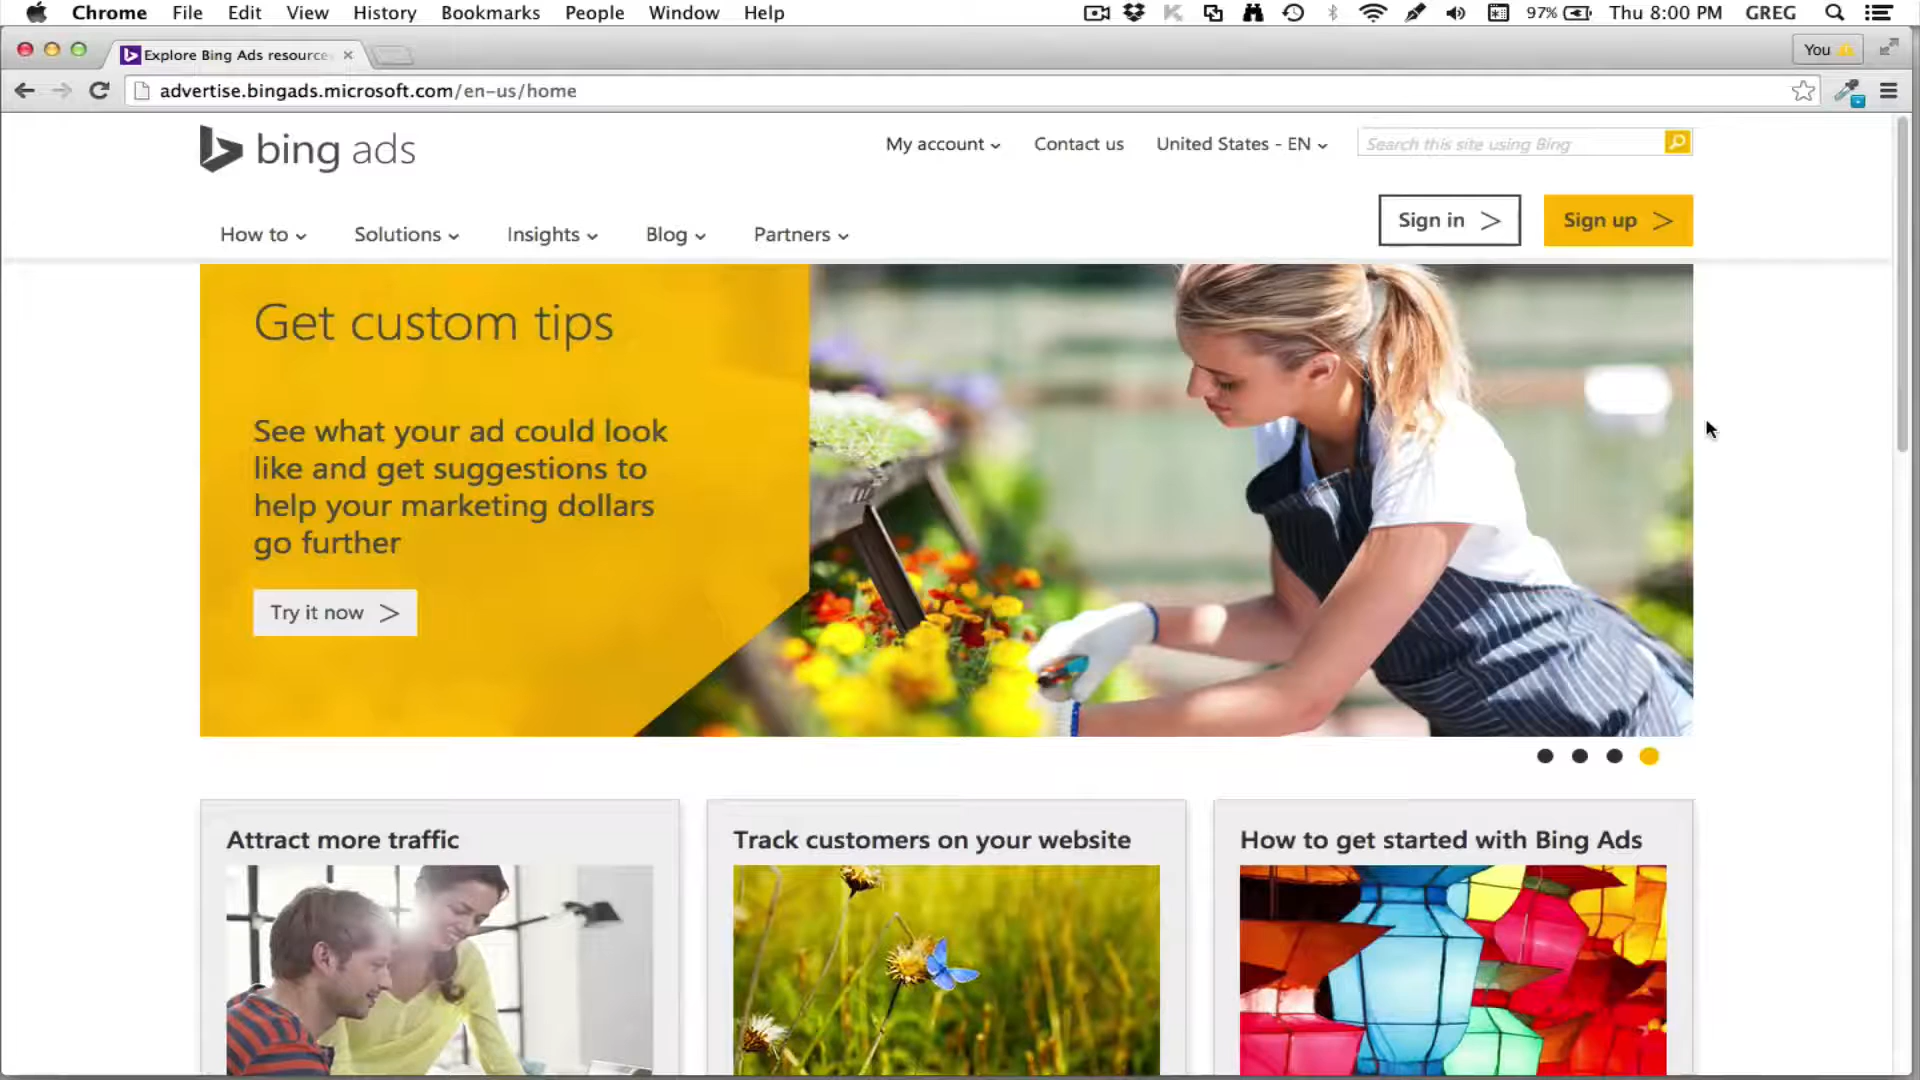 Chrome File Edit View History Bookmarks People Window Help 97% Thu 8:00 PM GREG
Explore Bing Ads resource You
advertise.bingads.microsoft.com/en-us/home
bing ads
My account Contact us United States - EN Search this site using Bing
How to Solutions Insights Blog Partners
Sign in > Sign up >
Get custom tips
See what your ad could look
like and get suggestions to
help your marketing dollars
go further
Try it now >
Attract more traffic
Track customers on your website
How to get started with Bing Ads